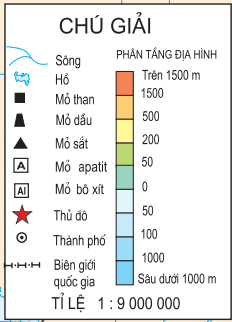 CHÚ GIẢI
Sông
Hồ
Mỏ than
Mỏ dầu
Mỏ sắt
A Mỏ apatit
Al Mỏ bô xít
Thủ đô
Thành phố
Biên giới
quốc gia
PHÂN TẦNG ĐỊA HÌNH
Trên 1500 m
1500
500
200
50
0
50
100
1000
Sâu dưới 1000 m
TỈ LỆ 1 : 9 000 000